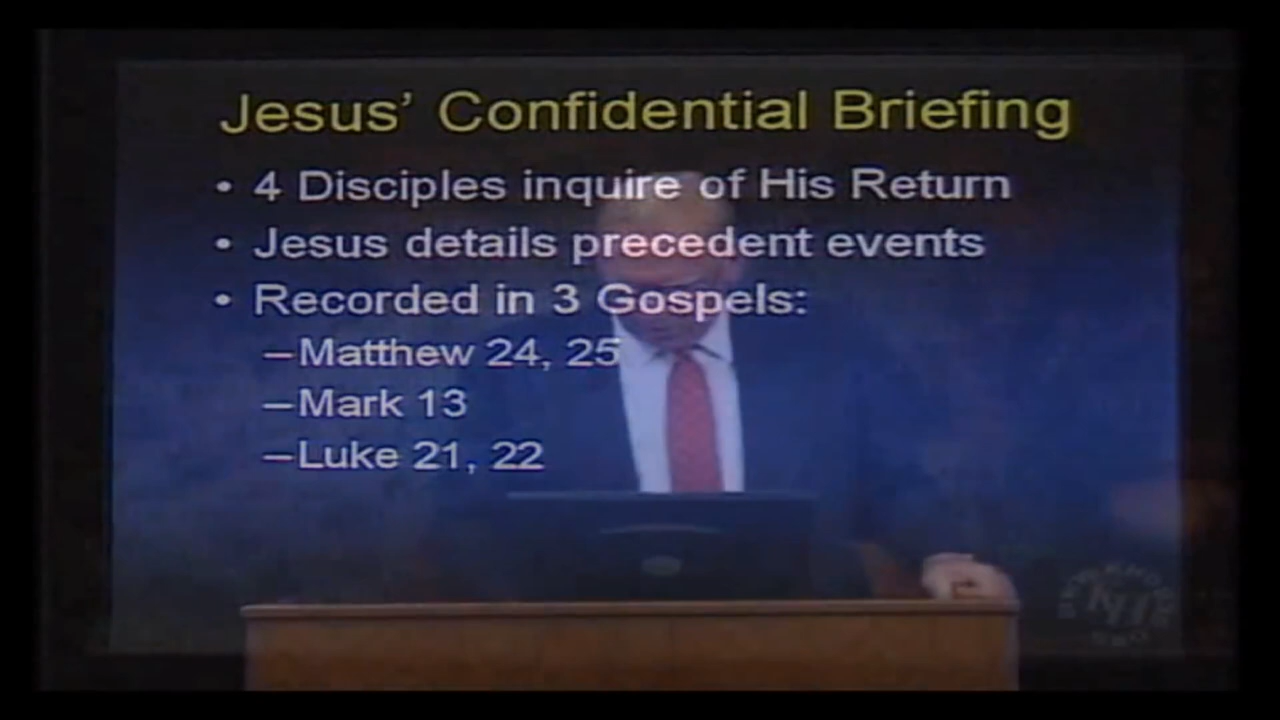 Jesus' Confidential Briefing
• 4 Disciples inquire of His Return
• Jesus details precedent events
• Recorded in 3 Gospels:
–Matthew 24, 25
–Mark 13
–Luke 21, 22